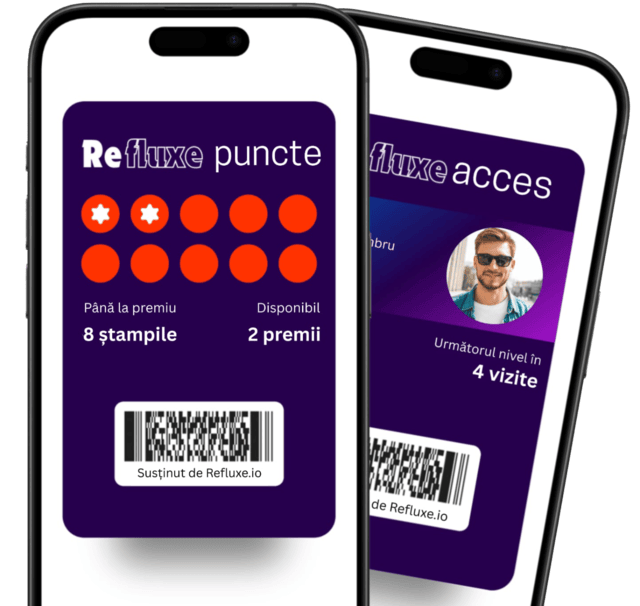 Refluxe puncte
Până la premiu
8 ștampile
Disponibil
2 premii
Susținut de Refluxe.io
fluxe acces
Următorul nivel în
4 vizite
de Refluxe.io